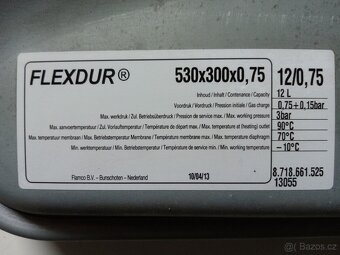 FLEXDUR® 530x300x0,75 12/0,75
Inhoud / Inhalt / Contenance / Capacity 12 L
Voordruk / Vordruck / Pression initiale / Gas charge 0,75+0,15bar
Max. werkdruk / Zul. Betriebsüberdruck / Pression de service max. / Max. working pressure 3bar
Max. aanvoertemperatuur / Zul. Vorlauftemperatur / Température de départ max. / Max. temperature at (heating) outlet 90°C
Max. temperatuur membraan / Max. Betriebstemperatur Membrane / Température membrane max. / Max. temperature diaphragm 70°C
Min. werktemperatuur / Min. Betriebstemperatur / Température de service min. / Min. working temperature -10°C
Flamco B.V. - Bunschoten - Nederland 10/04/13 8.718.661.525
13055
bazoš.cz